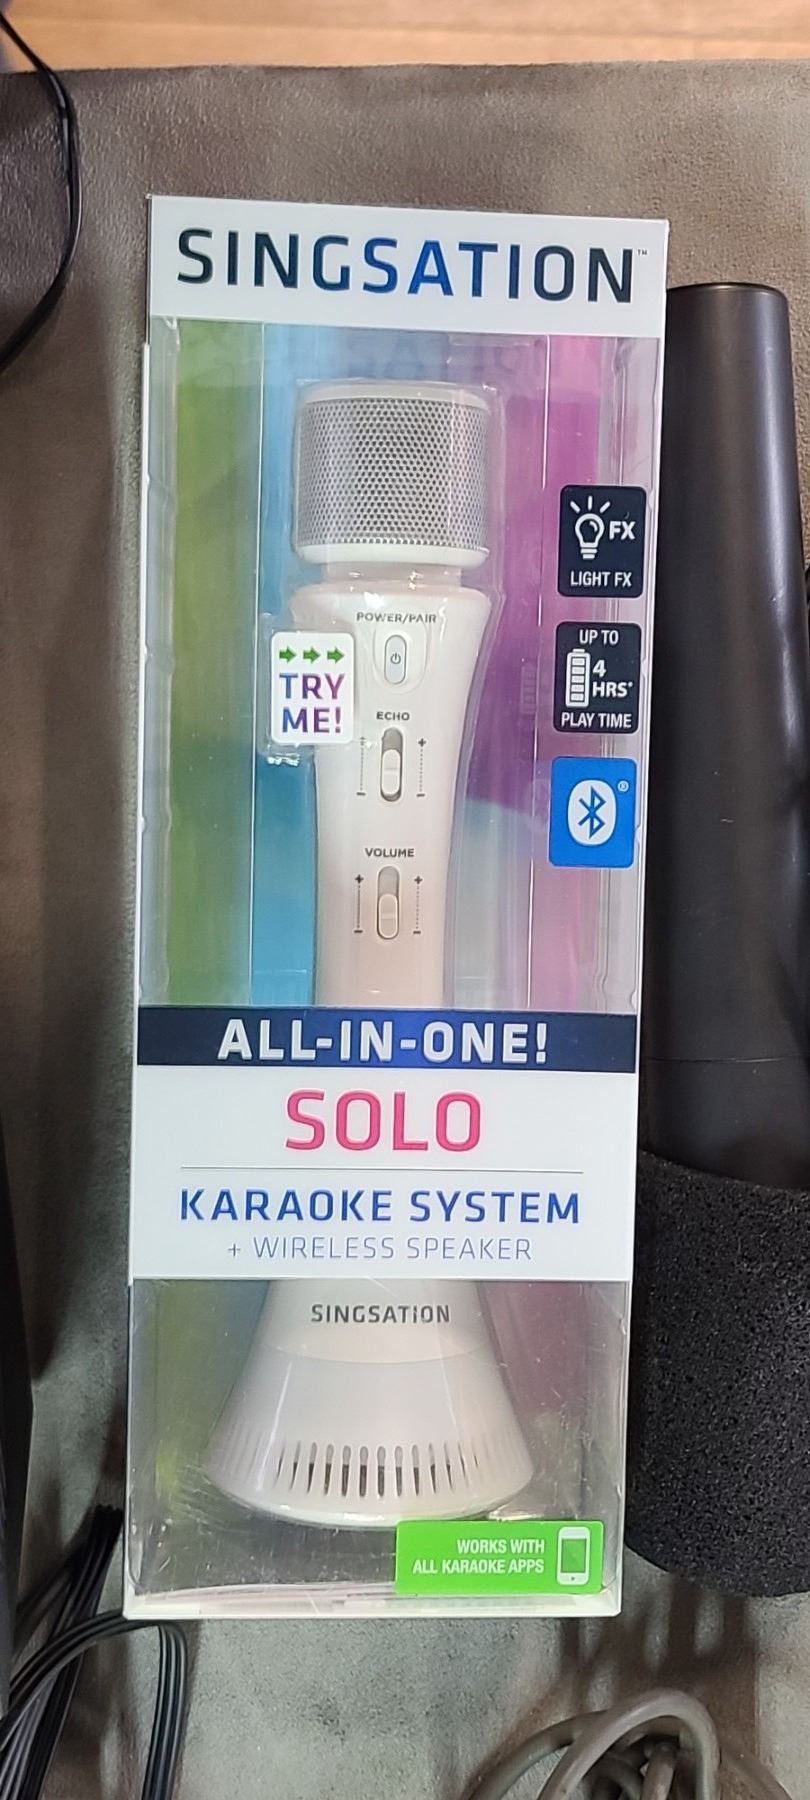 SINGSATION™
FX
LIGHT FX
POWER/PAIR
TRY
ME!
UP TO
4
HRS*
PLAY TIME
ECHO
+ +
- -
®
VOLUME
+ +
- -
ALL-IN-ONE!
SOLO
KARAOKE SYSTEM
+ WIRELESS SPEAKER
SINGSATION
WORKS WITH
ALL KARAOKE APPS